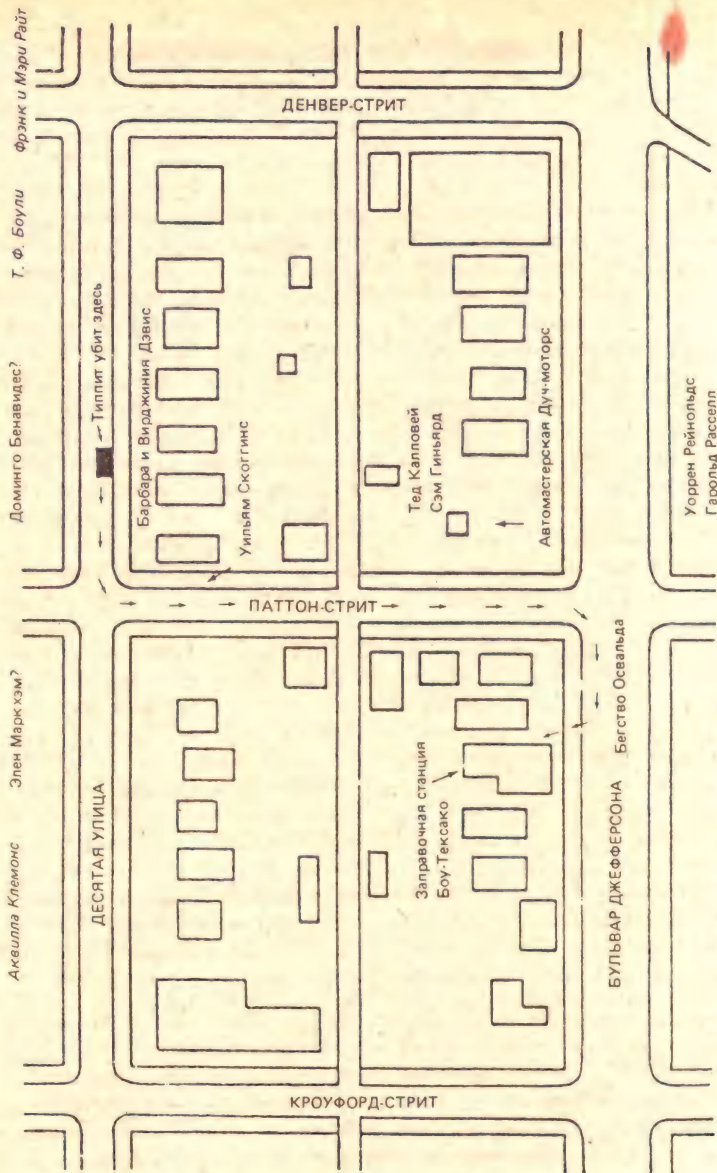 Аквилла Клемонс
Элен Маркхэм?
Доминго Бенавидес?
Т. Ф. Боули
Фрэнк и Мэри Райт
ДЕСЯТАЯ УЛИЦА
Типпит убит здесь
Барбара и Вирджиния Дэвис
Уильям Скоггинс
КРОУФОРД-СТРИТ
ПАТТОН-СТРИТ
ДЕНВЕР-СТРИТ
Заправочная станция
Боу-Тексако
Тед Капповей
Сэм Гиньярд
Автомастерская Дуч-моторс
БУЛЬВАР ДЖЕФФЕРСОНА
Бегство Освальда
Уоррен Рейнольдс
Гарольд Расселл